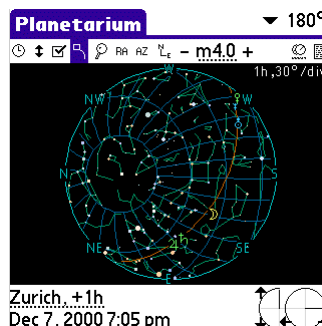 Planetarium 180°
RA AZ N E - m4.0 +
1h,30°/div
N
NW W
N S
NE SE
E
Zurich, +1h
Dec 7, 2000 7:05 pm